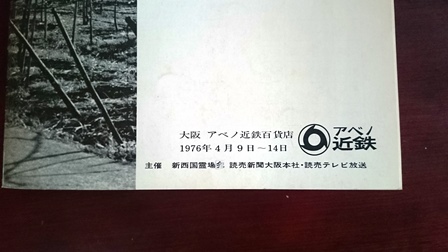 大阪 アベノ近鉄百貨店
1976年4月9日〜14日
アベノ
近鉄
主催 新西国霊場会 読売新聞大阪本社・読売テレビ放送